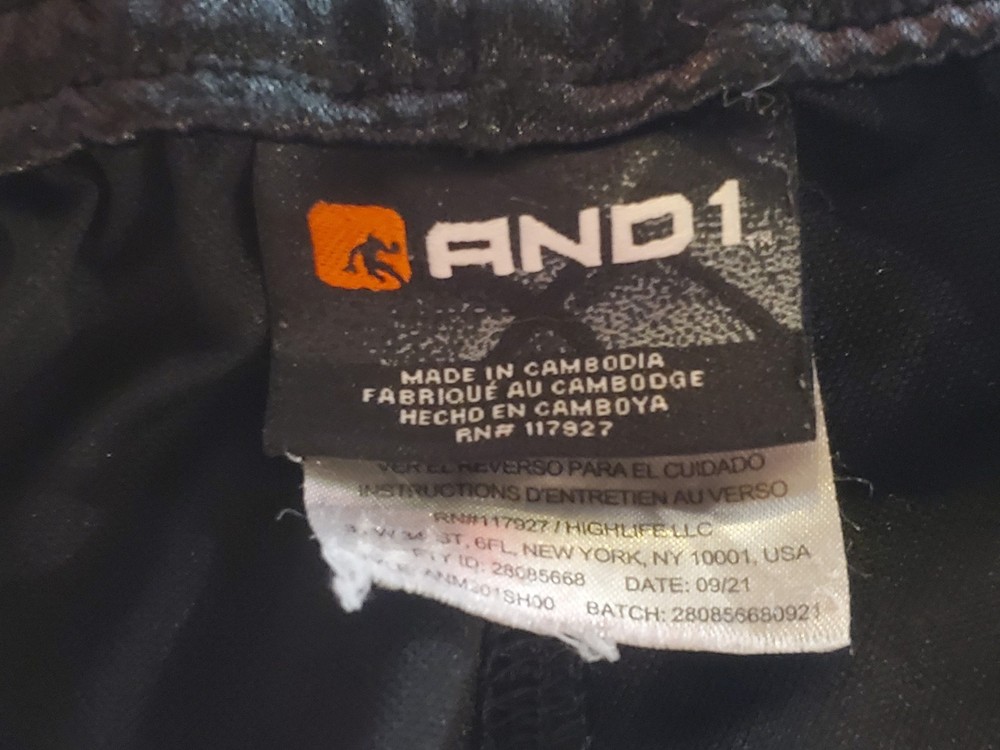 AND1
MADE IN CAMBODIA
FABRIQUÉ AU CAMBODGE
HECHO EN CAMBOYA
RN# 117927
VER EL REVERSO PARA EL CUIDADO
INSTRUCTIONS D'ENTRETIEN AU VERSO
RN#117927 / HIGHLIFE LLC
ST, 6FL, NEW YORK, NY 10001, USA
ID: 28085668 DATE: 09/21
ANM201SH00 BATCH: 280856680921